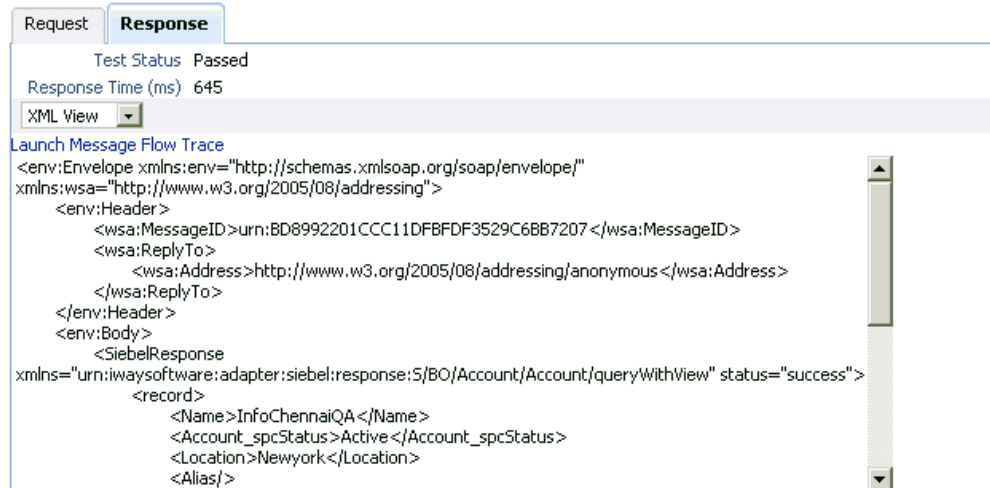 Request Response
Test Status Passed
Response Time (ms) 645
XML View
Launch Message Flow Trace
<env:Envelope xmlns:env="http://schemas.xmlsoap.org/soap/envelope/"
xmlns:wsa="http://www.w3.org/2005/08/addressing">
<env:Header>
<wsa:MessageID>urn:BD8992201CCC11DFBFDF3529C6BB7207</wsa:MessageID>
<wsa:ReplyTo>
<wsa:Address>http://www.w3.org/2005/08/addressing/anonymous</wsa:Address>
</wsa:ReplyTo>
</env:Header>
<env:Body>
<SiebelResponse
xmlns="urn:iwaysoftware:adapter:siebel:response:S/BO/Account/Account/queryWithView" status="success">
<record>
<Name>InfoChennaiQA</Name>
<Account_spcStatus>Active</Account_spcStatus>
<Location>Newyork</Location>
<Alias/>